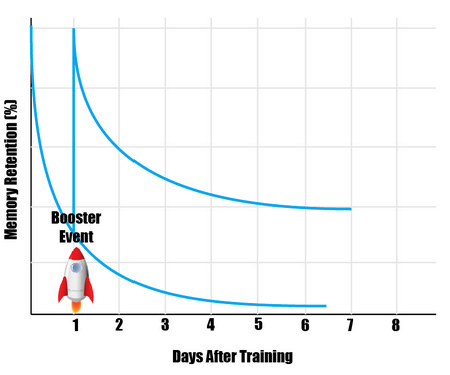 Memory Retention (%)
Booster
Event
1 2 3 4 5 6 7 8
Days After Training